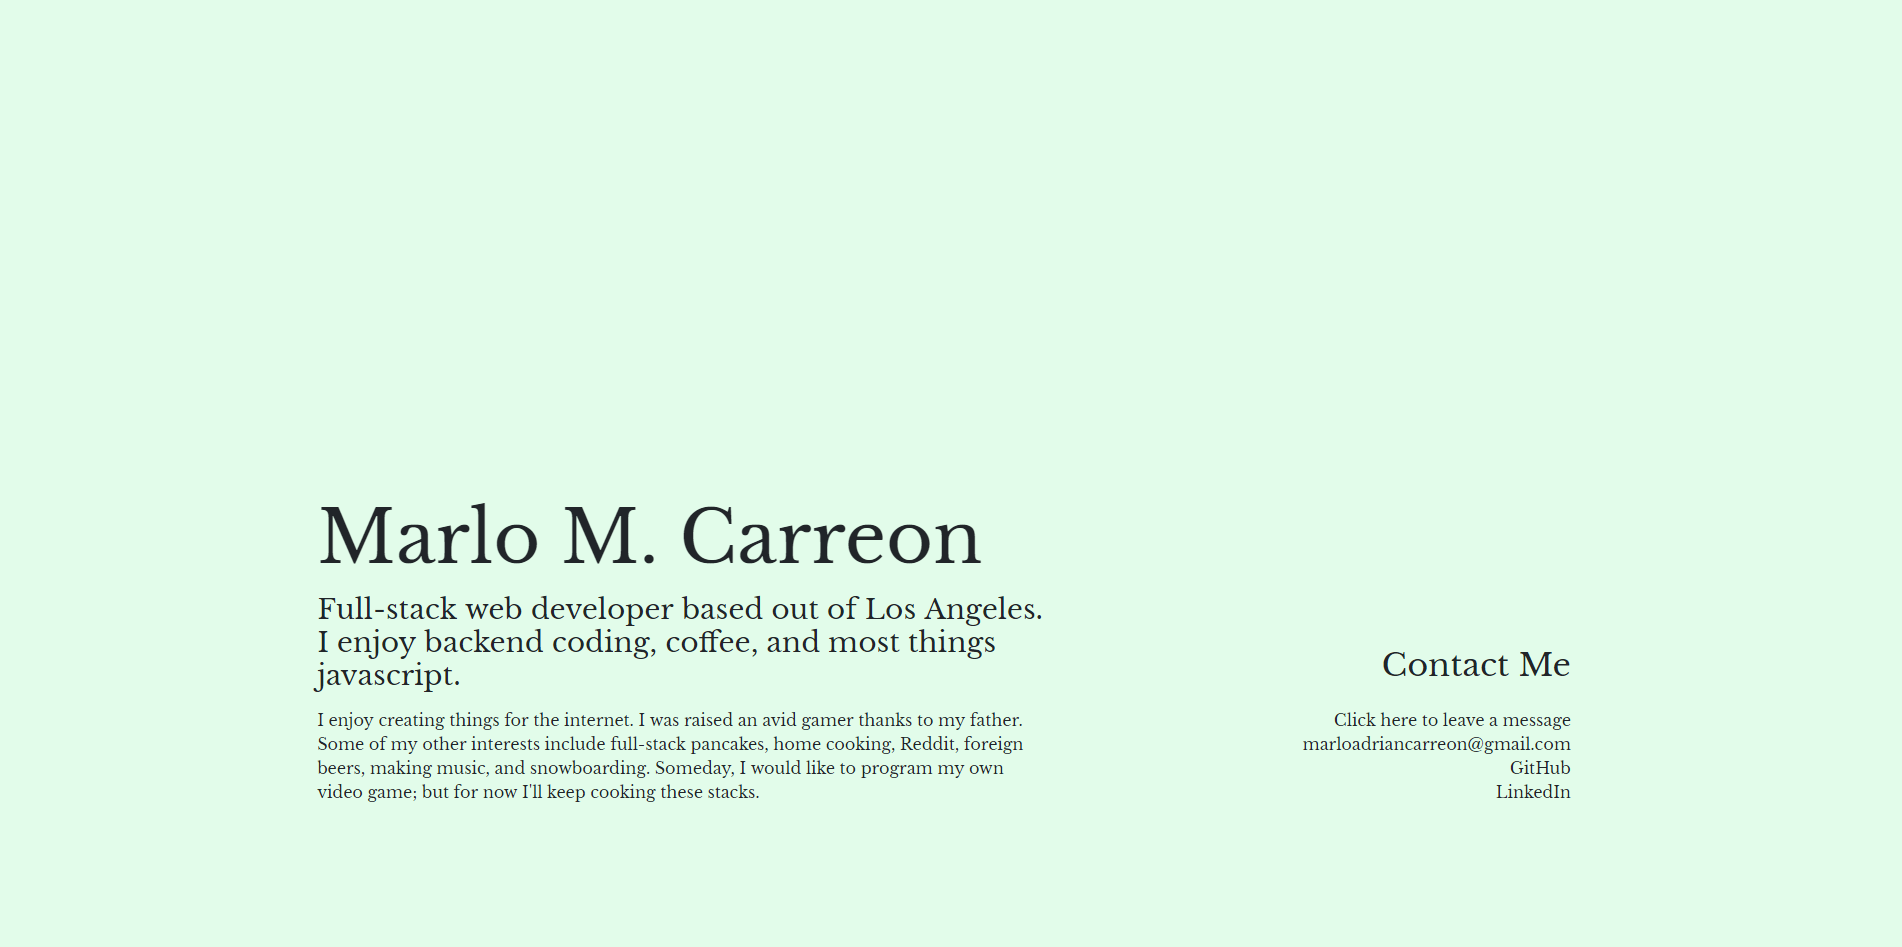 Marlo M. Carreon
Full-stack web developer based out of Los Angeles.
I enjoy backend coding, coffee, and most things
javascript.
I enjoy creating things for the internet. I was raised an avid gamer thanks to my father.
Some of my other interests include full-stack pancakes, home cooking, Reddit, foreign
beers, making music, and snowboarding. Someday, I would like to program my own
video game; but for now I'll keep cooking these stacks.
Contact Me
Click here to leave a message
marloadriancarreon@gmail.com
GitHub
LinkedIn